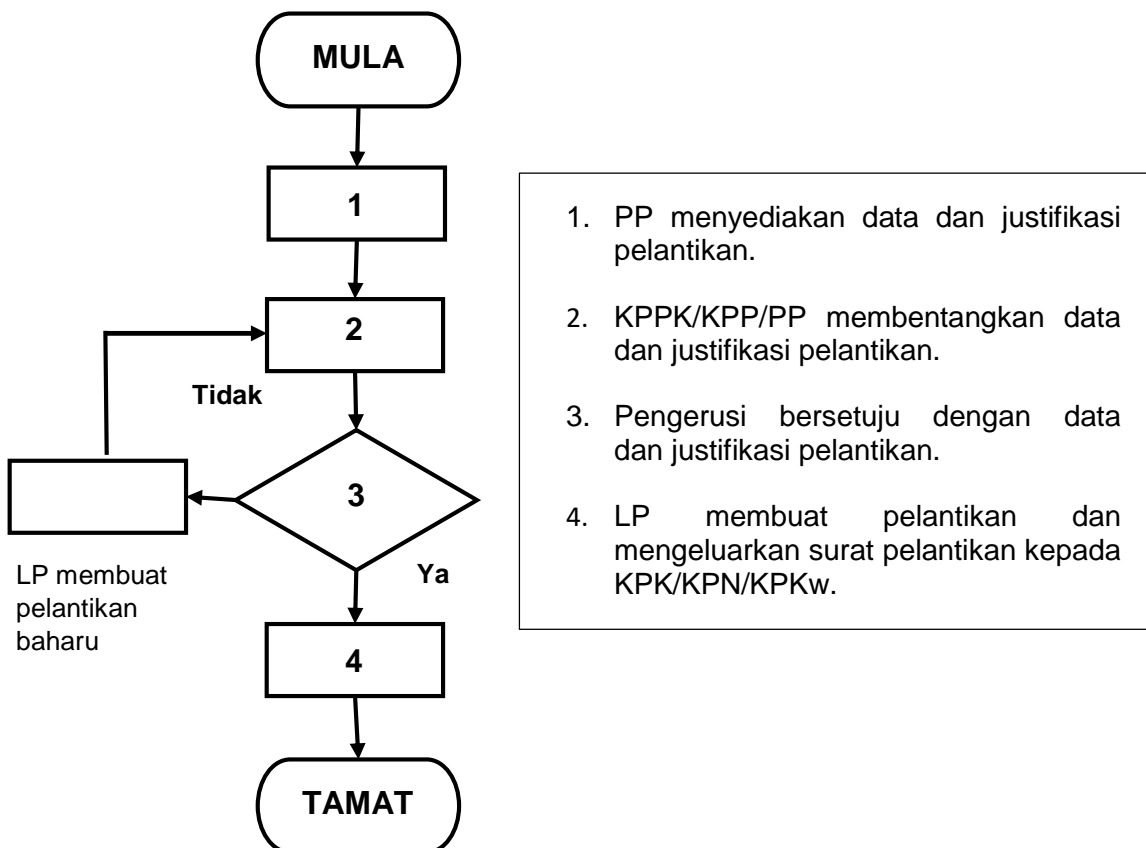 MULA
1
2
Tidak
3
LP membuat
pelantikan
baharu
Ya
4
TAMAT
1. PP menyediakan data dan justifikasi
pelantikan.
2. KPPK/KPP/PP membentangkan data
dan justifikasi pelantikan.
3. Pengerusi bersetuju dengan data
dan justifikasi pelantikan.
4. LP membuat pelantikan dan
mengeluarkan surat pelantikan kepada
KPK/KPN/KPKw.